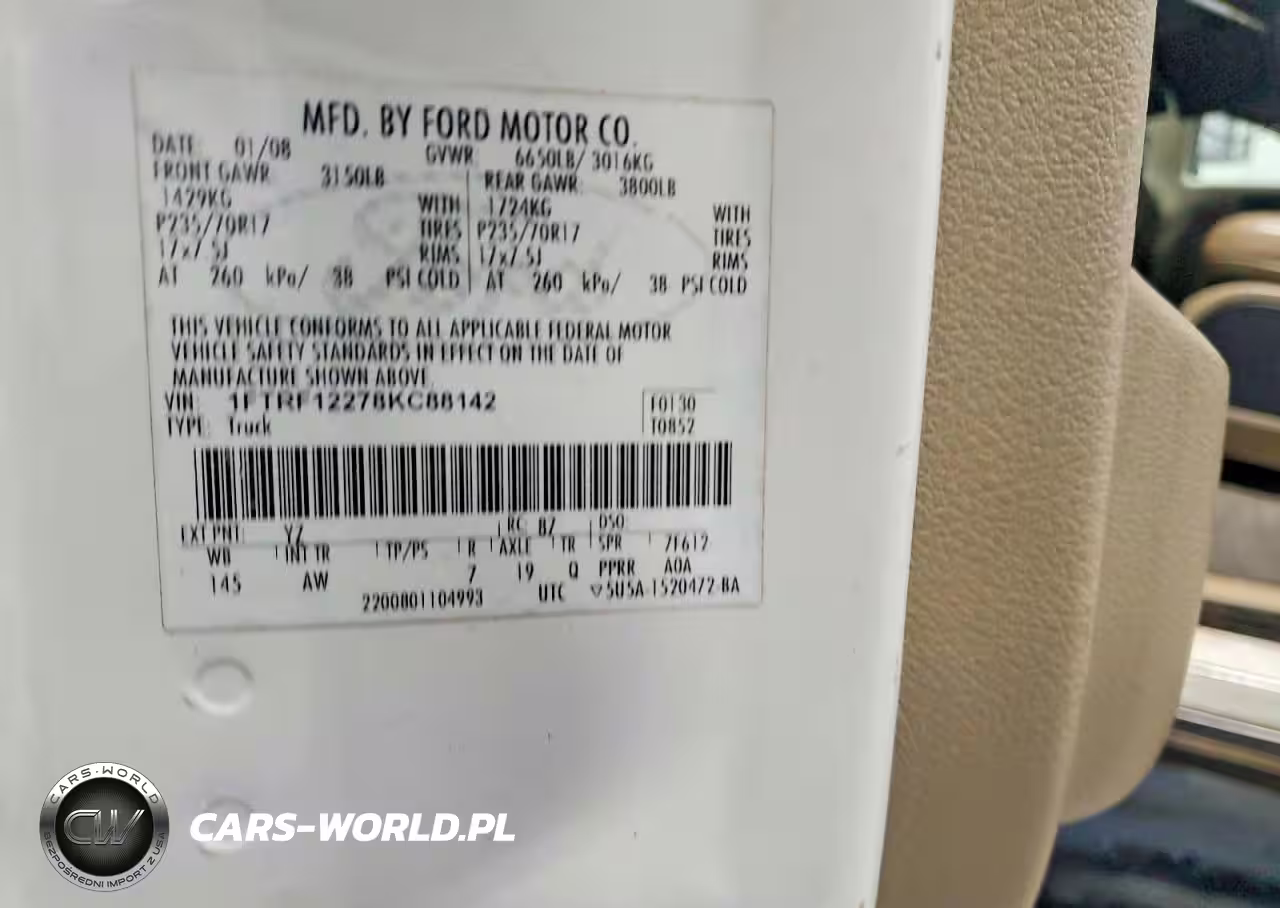 MFD. BY FORD MOTOR CO.
DATE: 01/08 GVWR: 6650LB/ 3016KG
FRONT GAWR: 3150LB REAR GAWR: 3800LB
1429KG WITH 1724KG WITH
P235/70R17 TIRES P235/70R17 TIRES
17x7.5J RIMS 17x7.5J RIMS
AT 260 kPa/ 38 PSI COLD AT 260 kPa/ 38 PSI COLD
THIS VEHICLE CONFORMS TO ALL APPLICABLE FEDERAL MOTOR
VEHICLE SAFETY STANDARDS IN EFFECT ON THE DATE OF
MANUFACTURE SHOWN ABOVE.
VIN: 1FTRF12278KC88142 F0130
TYPE: Truck T0852
EXT PNT: YZ RC: 87 DSO
WB INT TR TP/PS R AXLE TR SPR 7F612
145 AW 7 19 Q PPRR A0A
2200801104993 UTC ▽5U5A-1520472-BA
CARS-WORLD
CW
BEZPOŚREDNI IMPORT Z USA
CARS-WORLD.PL